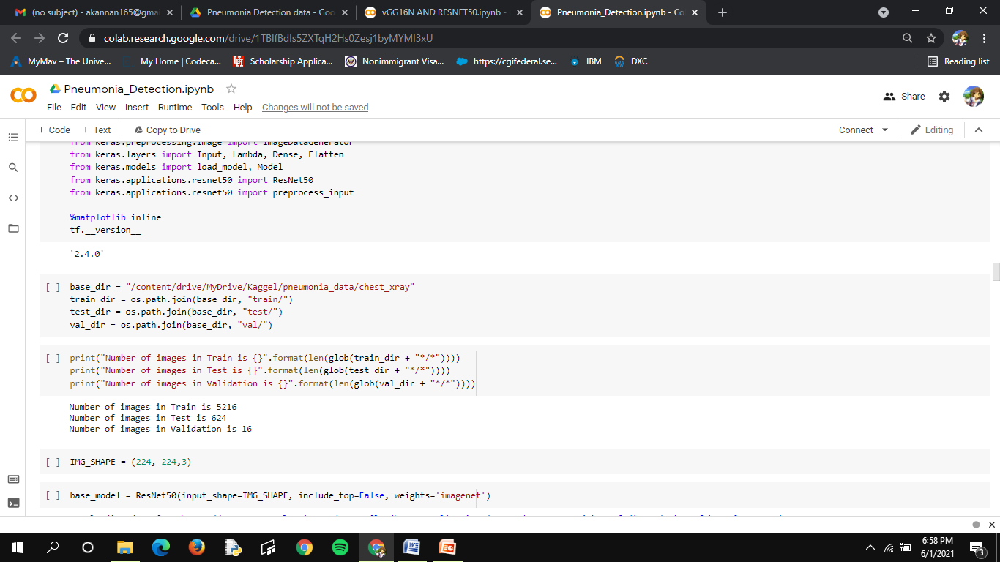 (no subject) - akannan165@gmai
Pneumonia Detection data - Goo
vGG16N AND RESNET50.ipynb -
Pneumonia_Detection.ipynb - Co
colab.research.google.com/drive/1TBIfBdIs5ZXTqH2Hs0Zesj1byMYMI3xU
MyMav – The Unive...
My Home | Codeca...
Scholarship Applica...
Nonimmigrant Visa...
https://cgifederal.se...
IBM
DXC
Reading list
Pneumonia_Detection.ipynb
Share
File Edit View Insert Runtime Tools Help Changes will not be saved
+ Code + Text Copy to Drive
Connect
Editing
from keras.preprocessing.image import ImageDataGenerator
from keras.layers import Input, Lambda, Dense, Flatten
from keras.models import load_model, Model
from keras.applications.resnet50 import ResNet50
from keras.applications.resnet50 import preprocess_input
%matplotlib inline
tf.__version__
'2.4.0'
[ ] base_dir = "/content/drive/MyDrive/Kaggel/pneumonia_data/chest_xray"
train_dir = os.path.join(base_dir, "train/")
test_dir = os.path.join(base_dir, "test/")
val_dir = os.path.join(base_dir, "val/")
[ ] print("Number of images in Train is {}".format(len(glob(train_dir + "*/*"))))
print("Number of images in Test is {}".format(len(glob(test_dir + "*/*"))))
print("Number of images in Validation is {}".format(len(glob(val_dir + "*/*"))))
Number of images in Train is 5216
Number of images in Test is 624
Number of images in Validation is 16
[ ] IMG_SHAPE = (224, 224,3)
[ ] base_model = ResNet50(input_shape=IMG_SHAPE, include_top=False, weights='imagenet')
6:58 PM
6/1/2021
3